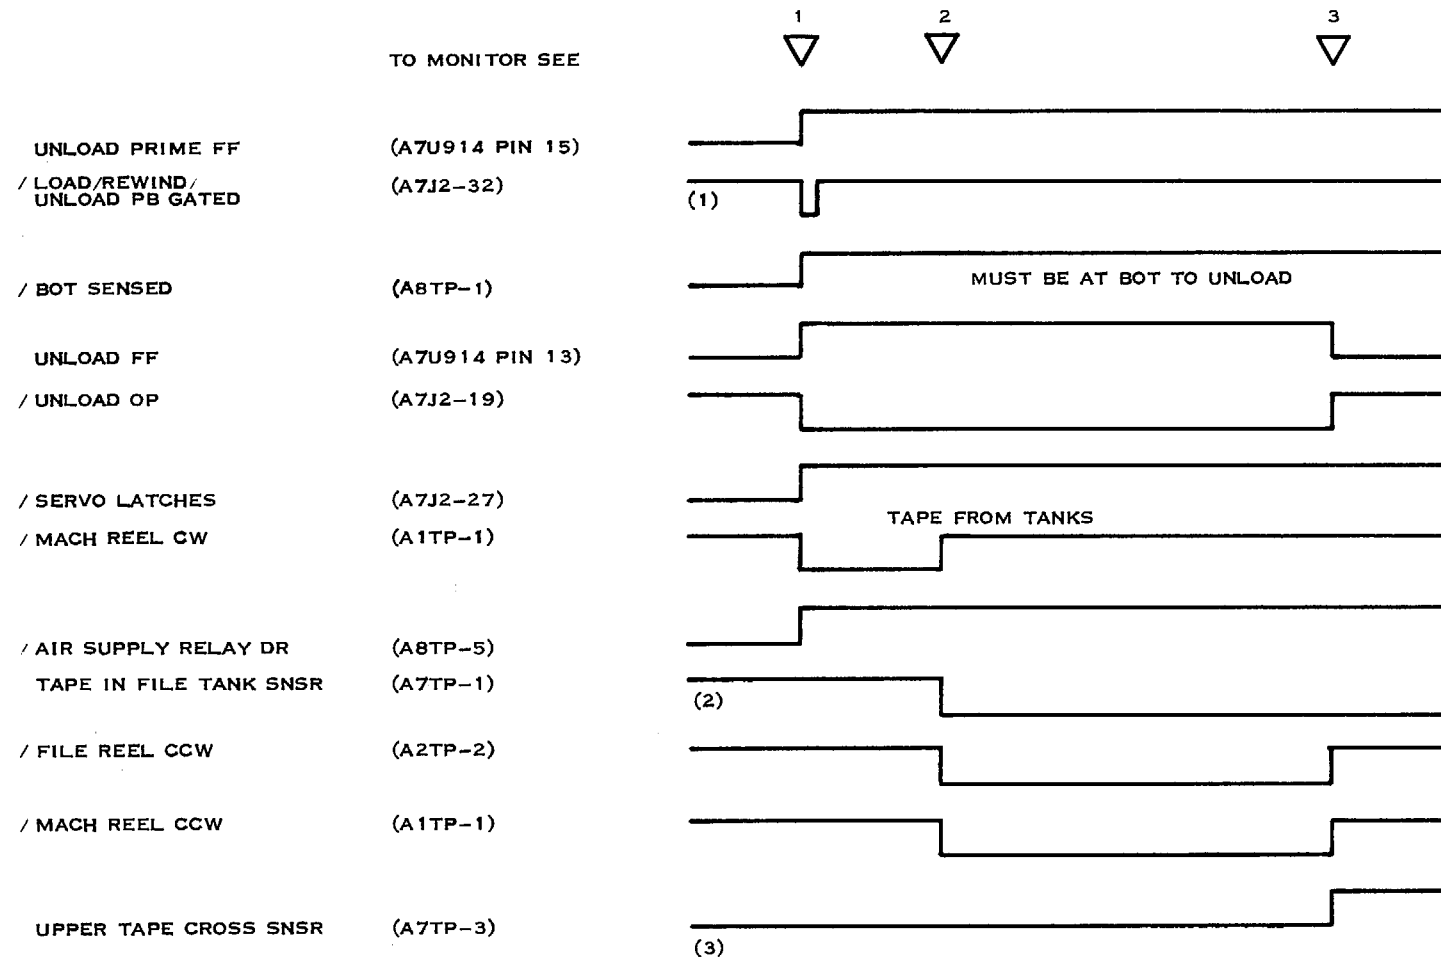 1 2 3
TO MONITOR SEE
UNLOAD PRIME FF (A7U914 PIN 15)
/ LOAD/REWIND/ (A7J2-32)
UNLOAD PB GATED
(1)
/ BOT SENSED (A8TP-1) MUST BE AT BOT TO UNLOAD
UNLOAD FF (A7U914 PIN 13)
/ UNLOAD OP (A7J2-19)
/ SERVO LATCHES (A7J2-27)
TAPE FROM TANKS
/ MACH REEL CW (A1TP-1)
/ AIR SUPPLY RELAY DR (A8TP-5)
TAPE IN FILE TANK SNSR (A7TP-1)
(2)
/ FILE REEL CCW (A2TP-2)
/ MACH REEL CCW (A1TP-1)
UPPER TAPE CROSS SNSR (A7TP-3)
(3)